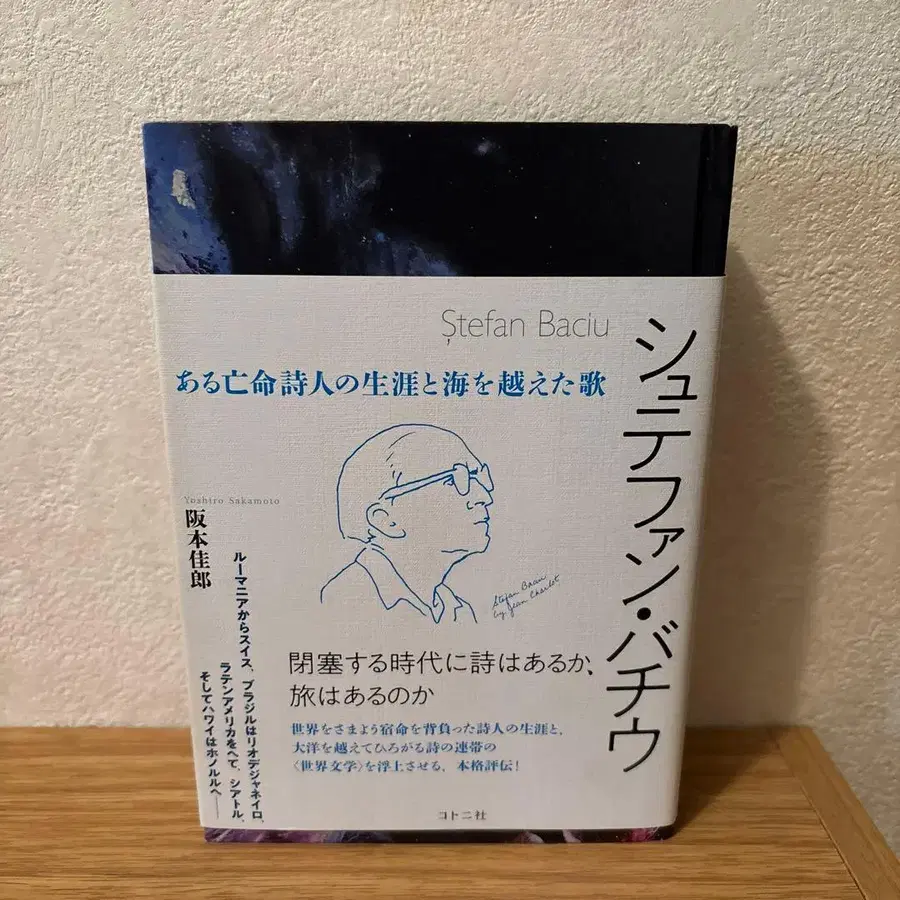 Ștefan Baciu
シュテファン・バチウ
ある亡命詩人の生涯と海を越えた歌
Yoshiro Sakamoto
阪本佳郎
ルーマニアからスイス、ブラジルはリオデジャネイロ、
ラテンアメリカをへて、シアトル、
そしてハワイはホノルルへ――
Stefan Baciu
by Jean Charlot
閉塞する時代に詩はあるか、
旅はあるのか
世界をさまよう宿命を背負った詩人の生涯と、
大洋を越えてひろがる詩の連帯の
〈世界文学〉を浮上させる、本格評伝!
コトニ社